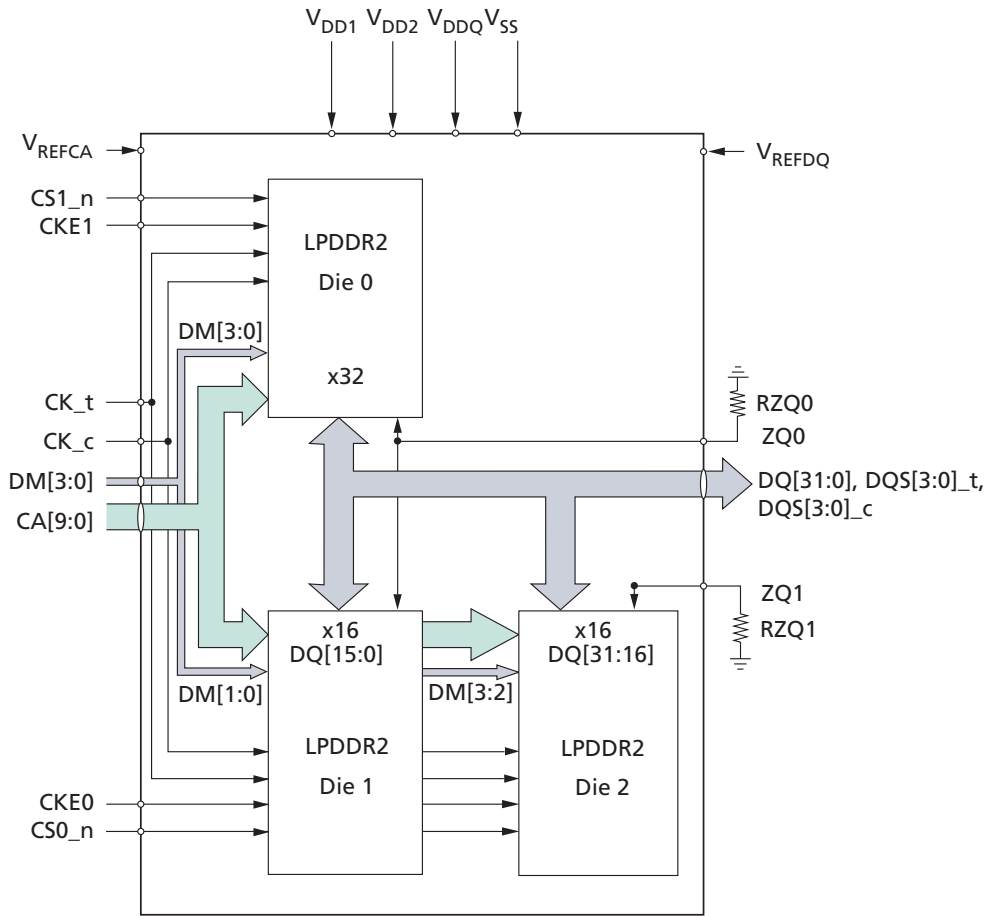 VDD1 VDD2 VDDQ VSS
VREFCA
VREFDQ
CS1_n
CKE1
LPDDR2
Die 0
DM[3:0]
x32
CK_t
CK_c
DM[3:0]
CA[9:0]
RZQ0
ZQ0
DQ[31:0], DQS[3:0]_t,
DQS[3:0]_c
ZQ1
RZQ1
x16
DQ[15:0]
x16
DQ[31:16]
DM[1:0]
DM[3:2]
LPDDR2
Die 1
LPDDR2
Die 2
CKE0
CS0_n